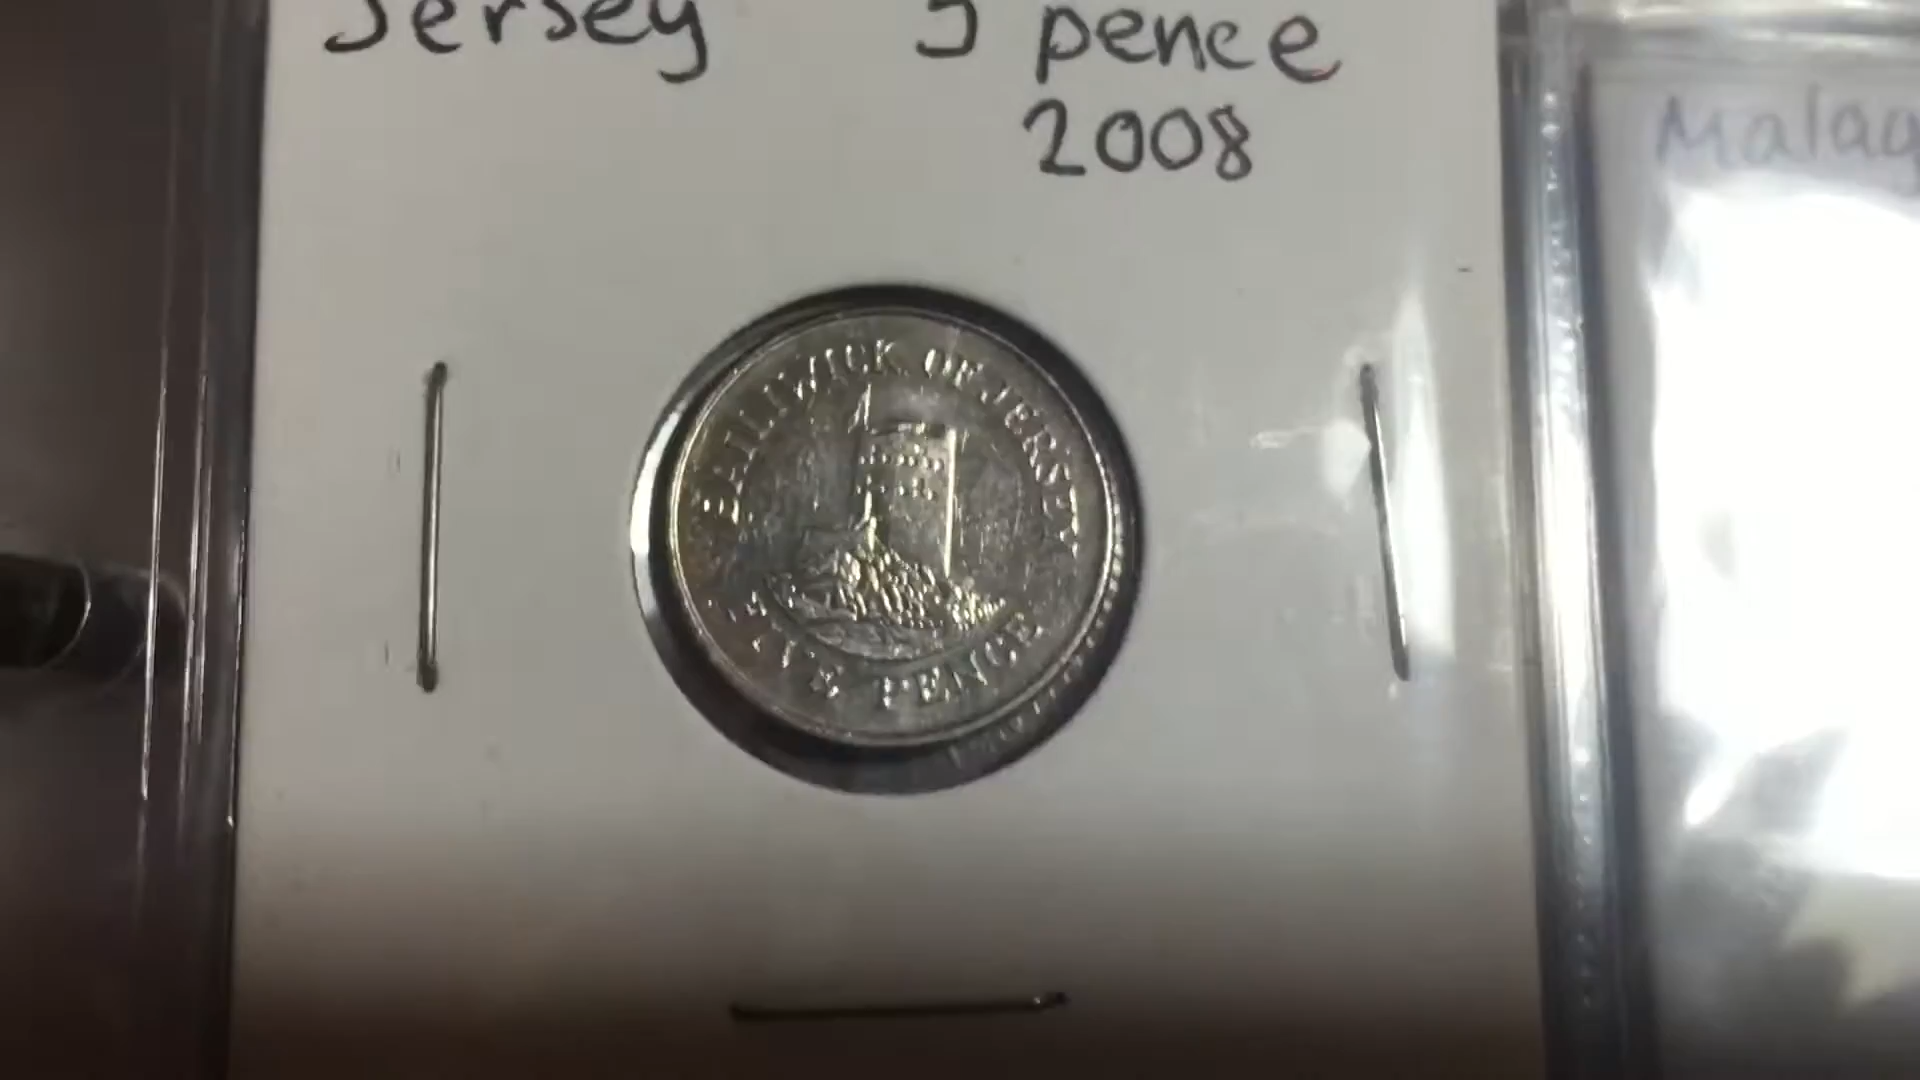 Jersey 5 pence
2008
Malag
BAILIWICK OF JERSEY
FIVE PENCE